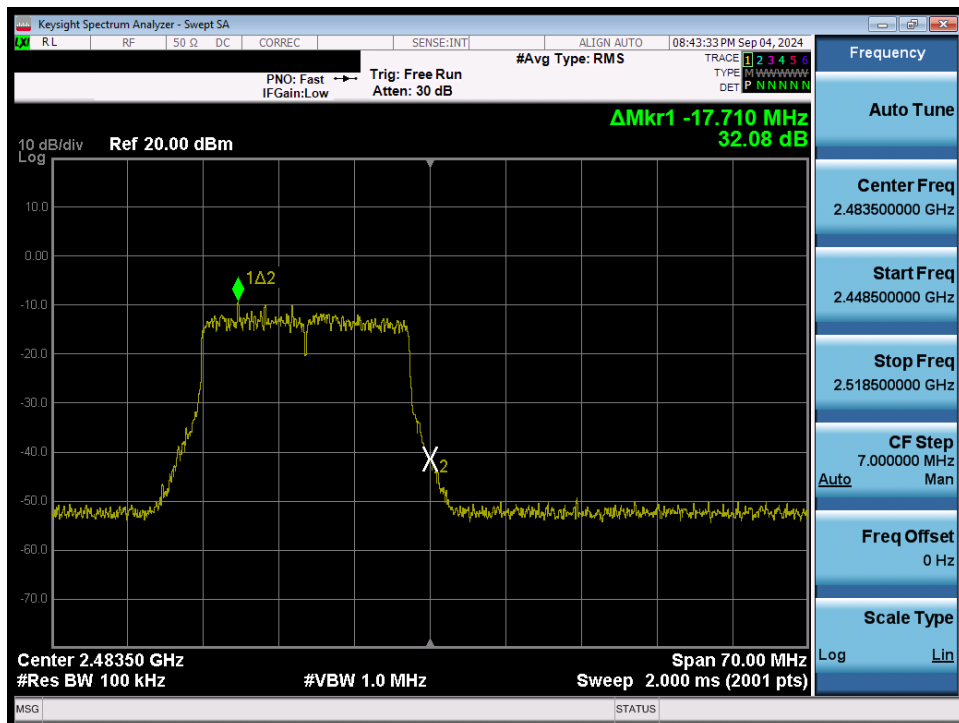 Keysight Spectrum Analyzer - Swept SA
LXI RL RF 50 Ω DC CORREC SENSE:INT ALIGN AUTO 08:43:33 PM Sep 04, 2024
#Avg Type: RMS TRACE 1 2 3 4 5 6
PNO: Fast Trig: Free Run TYPE M WWWWW
IFGain:Low Atten: 30 dB DET P N N N N N
ΔMkr1 -17.710 MHz
32.08 dB
10 dB/div Ref 20.00 dBm
Log
10.0
0.00
1Δ2
-10.0
-20.0
-30.0
-40.0
2
-50.0
-60.0
-70.0
Center 2.48350 GHz Span 70.00 MHz
#Res BW 100 kHz #VBW 1.0 MHz Sweep 2.000 ms (2001 pts)
MSG STATUS
Frequency
Auto Tune
Center Freq
2.483500000 GHz
Start Freq
2.448500000 GHz
Stop Freq
2.518500000 GHz
CF Step
7.000000 MHz
Auto Man
Freq Offset
0 Hz
Scale Type
Log Lin